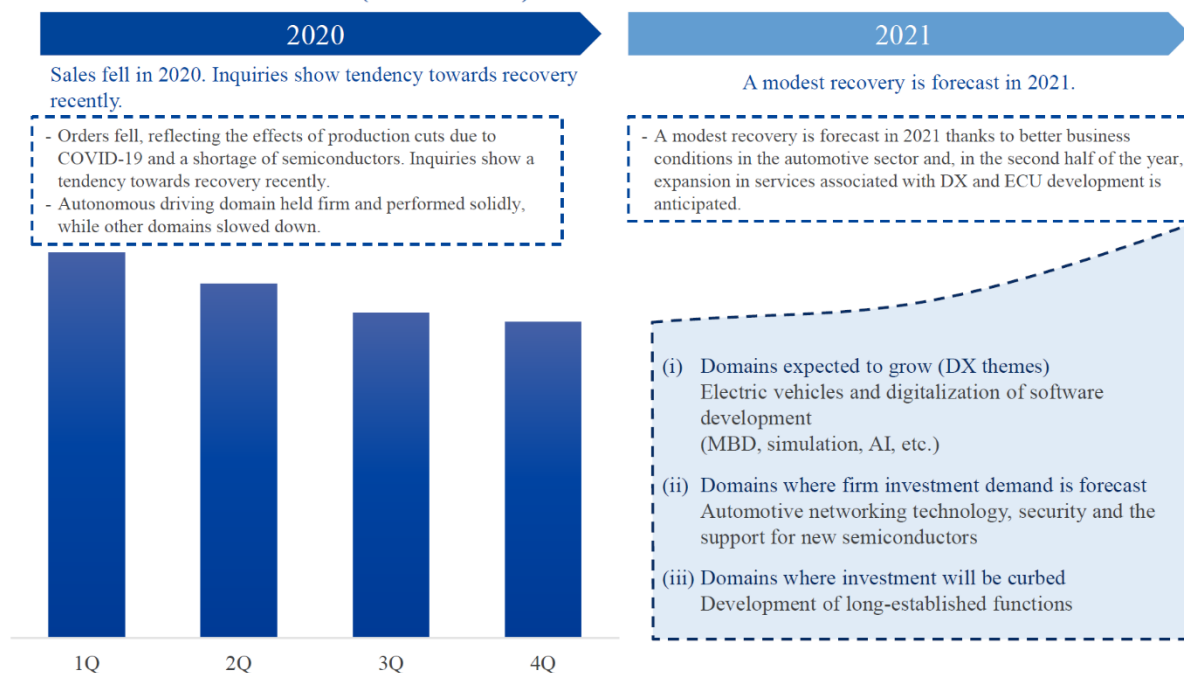 2020
Sales fell in 2020. Inquiries show tendency towards recovery
recently.
- Orders fell, reflecting the effects of production cuts due to
COVID-19 and a shortage of semiconductors. Inquiries show a
tendency towards recovery recently.
- Autonomous driving domain held firm and performed solidly,
while other domains slowed down.
1Q
2Q
3Q
4Q
2021
A modest recovery is forecast in 2021.
- A modest recovery is forecast in 2021 thanks to better business
conditions in the automotive sector and, in the second half of the year,
expansion in services associated with DX and ECU development is
anticipated.
(i) Domains expected to grow (DX themes)
Electric vehicles and digitalization of software
development
(MBD, simulation, AI, etc.)
(ii) Domains where firm investment demand is forecast
Automotive networking technology, security and the
support for new semiconductors
(iii) Domains where investment will be curbed
Development of long-established functions